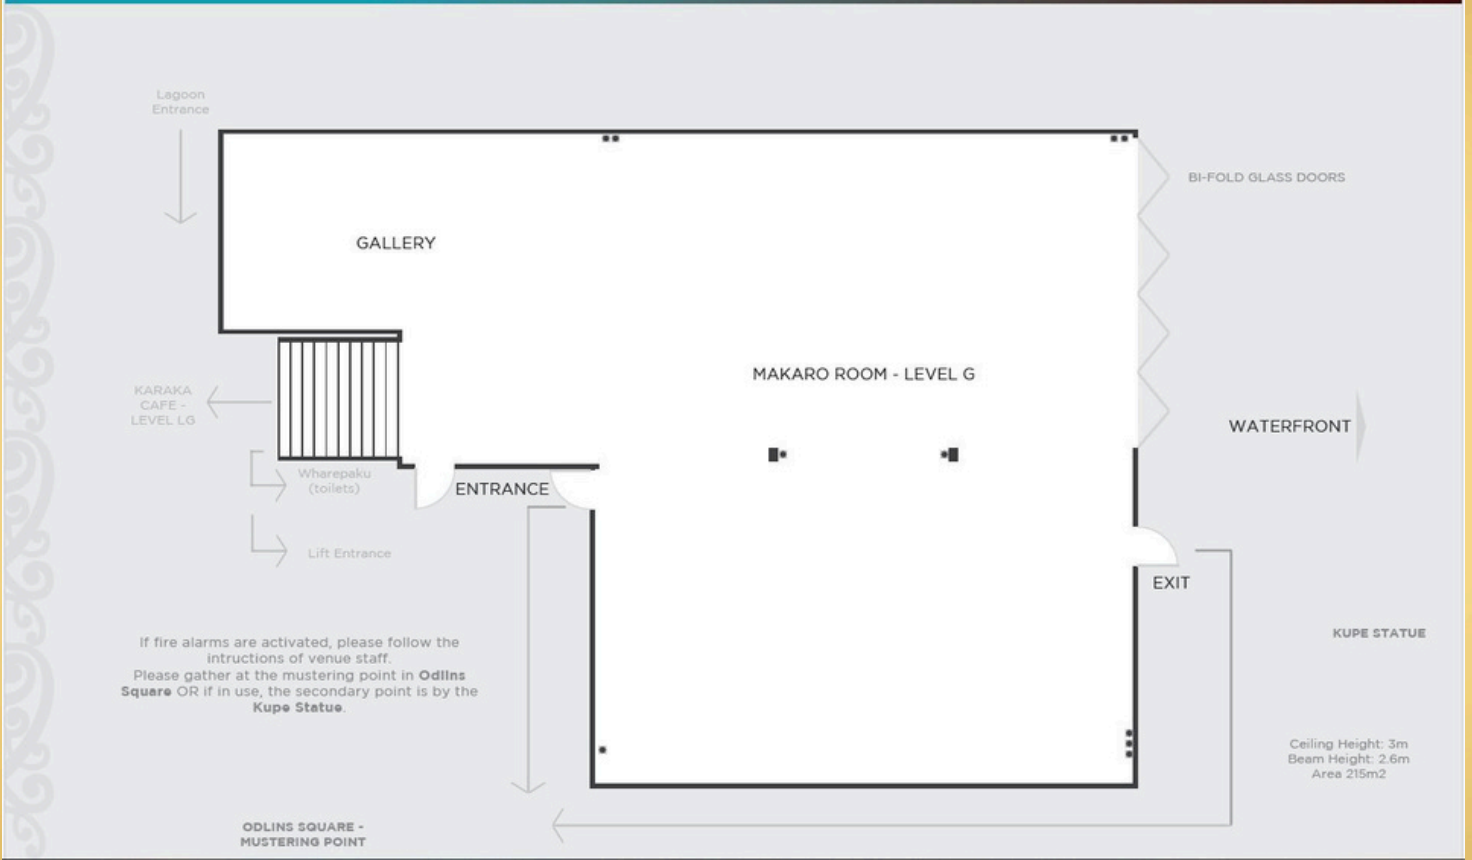 Lagoon
Entrance
BI-FOLD GLASS DOORS
GALLERY
MAKARO ROOM - LEVEL G
KARAKA
CAFE -
LEVEL LG
WATERFRONT
Wharepaku
(toilets)
ENTRANCE
Lift Entrance
EXIT
KUPE STATUE
If fire alarms are activated, please follow the
intructions of venue staff.
Please gather at the mustering point in Odlins
Square OR if in use, the secondary point is by the
Kupe Statue.
Ceiling Height: 3m
Beam Height: 2.6m
Area 215m2
ODLINS SQUARE -
MUSTERING POINT